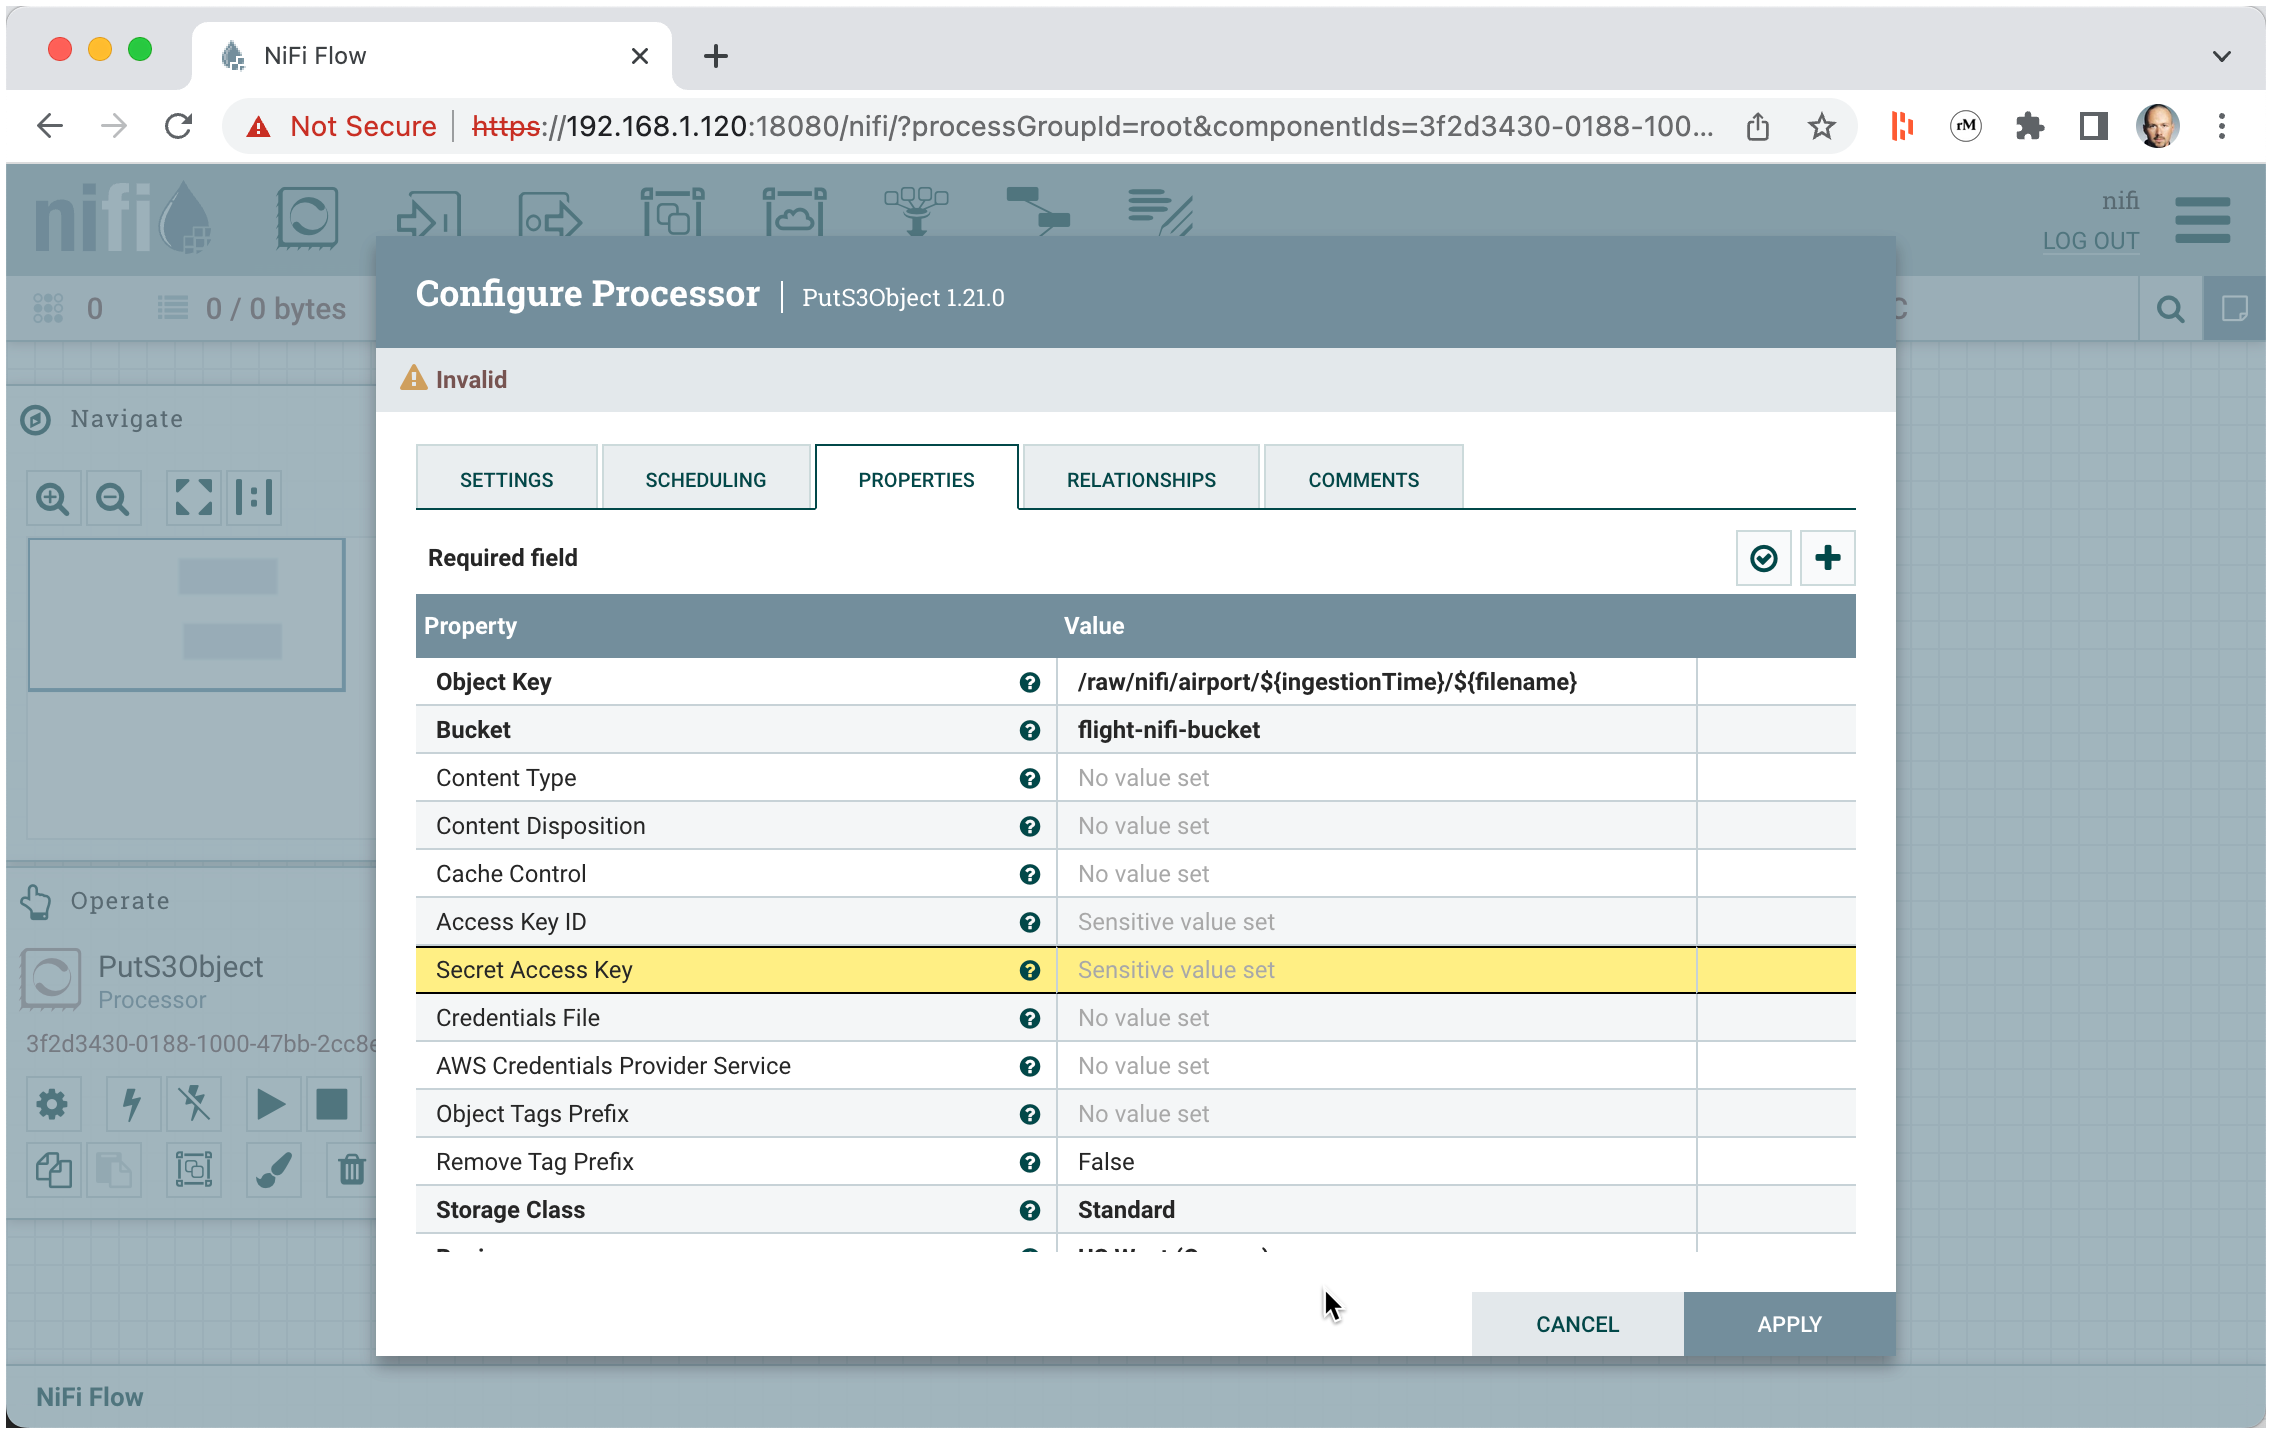 NiFi Flow
Not Secure https://192.168.1.120:18080/nifi/?processGroupId=root&componentIds=3f2d3430-0188-100...
rM
nifi
nifi
LOG OUT
0
0 / 0 bytes
C
Configure Processor | PutS3Object 1.21.0
Invalid
Navigate
SETTINGS
SCHEDULING
PROPERTIES
RELATIONSHIPS
COMMENTS
Required field
Property Value
Object Key /raw/nifi/airport/${ingestionTime}/${filename}
Bucket flight-nifi-bucket
Content Type No value set
Content Disposition No value set
Cache Control No value set
Access Key ID Sensitive value set
Secret Access Key Sensitive value set
Credentials File No value set
AWS Credentials Provider Service No value set
Object Tags Prefix No value set
Remove Tag Prefix False
Storage Class Standard
Operate
PutS3Object
Processor
3f2d3430-0188-1000-47bb-2cc8e
CANCEL
APPLY
NiFi Flow